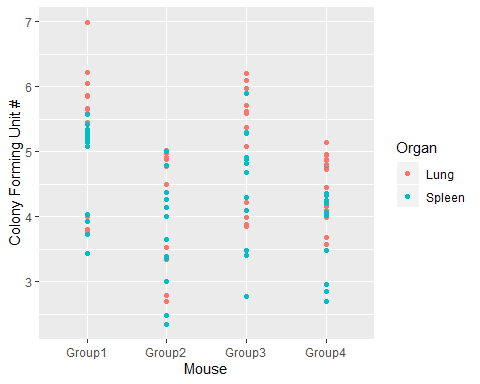 7
6
5
4
3
Colony Forming Unit #
Group1 Group2 Group3 Group4
Mouse
Organ
Lung
Spleen